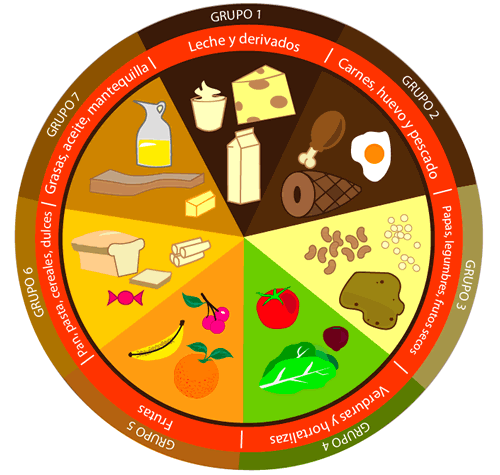 GRUPO 1
Leche y derivados
GRUPO 2
Carnes, huevo y pescado
GRUPO 3
Papas, legumbres, frutos secos
GRUPO 4
Verduras y hortalizas
GRUPO 5
Frutas
GRUPO 6
Pan, pasta, cereales, dulces
GRUPO 7
Grasas, aceite, mantequilla